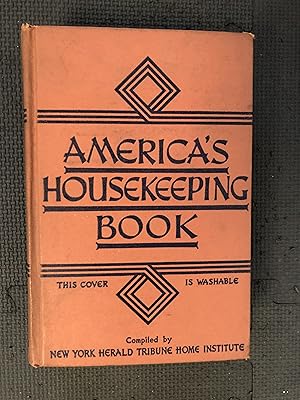 AMERICA'S
HOUSEKEEPING
BOOK
THIS COVER IS WASHABLE
Compiled by
NEW YORK HERALD TRIBUNE HOME INSTITUTE